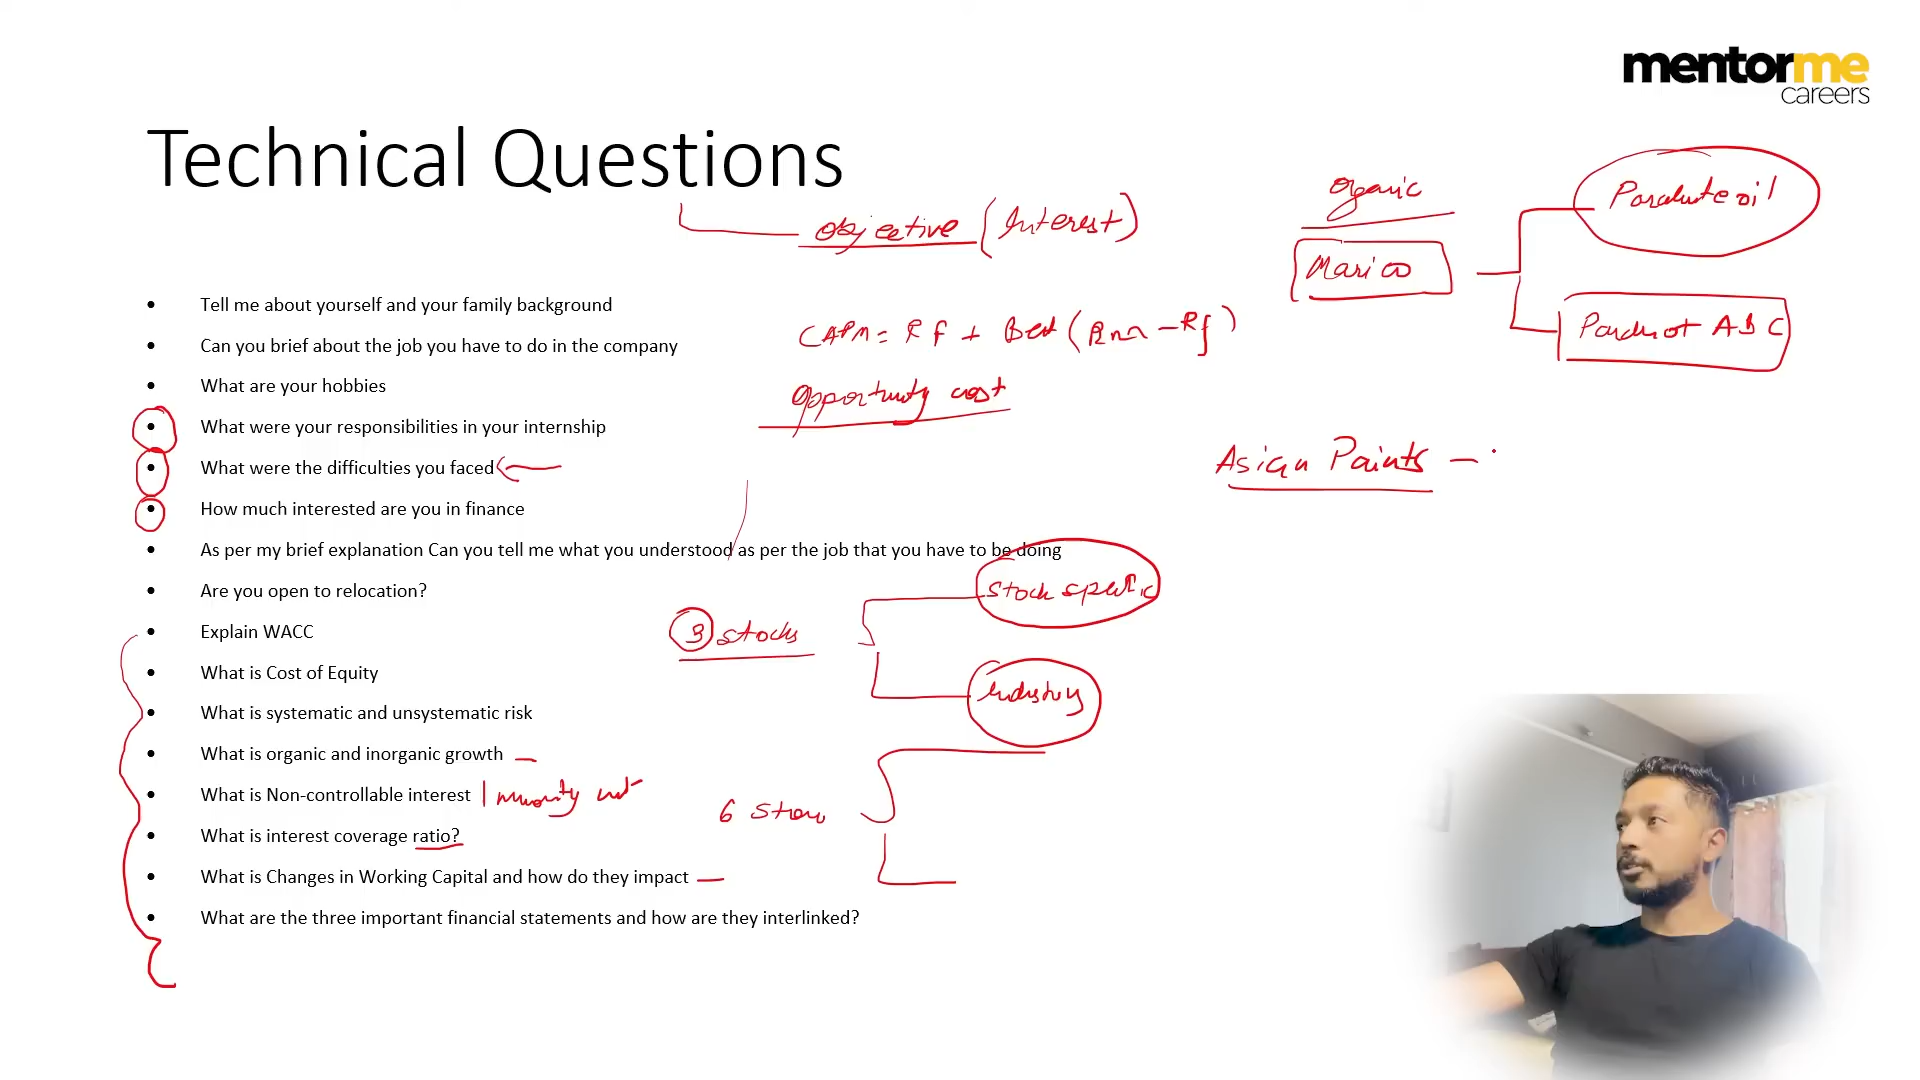 mentorme
careers
Technical Questions
objective (Interest)
organic
Marico
Parachute oil
Product ABC
• Tell me about yourself and your family background
• Can you brief about the job you have to do in the company
CAPM = RF + Bet (Rm - Rf)
• What are your hobbies
opportunity cost
• What were your responsibilities in your internship
• What were the difficulties you faced
Asian Paints -
• How much interested are you in finance
• As per my brief explanation Can you tell me what you understood as per the job that you have to be doing
• Are you open to relocation?
stock specific
• Explain WACC
3 stocks
• What is Cost of Equity
Industry
• What is systematic and unsystematic risk
• What is organic and inorganic growth
• What is Non-controllable interest | minority
6
• What is interest coverage ratio?
• What is Changes in Working Capital and how do they impact
• What are the three important financial statements and how are they interlinked?